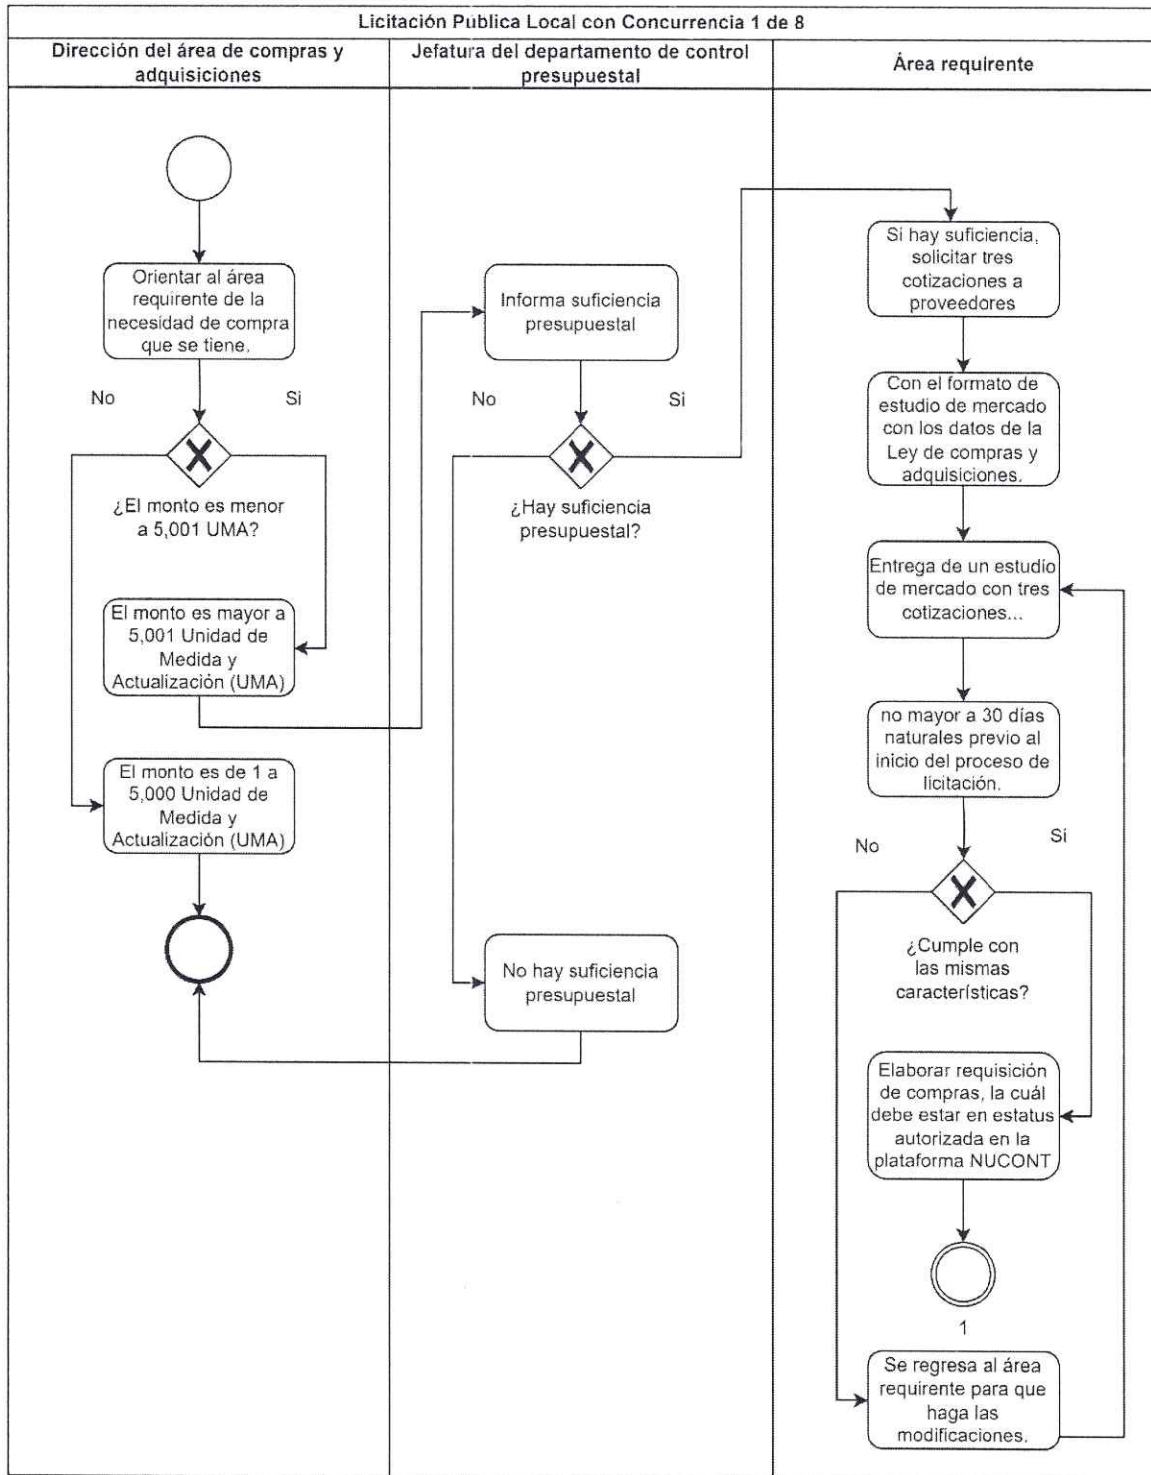 Licitación Pública Local con Concurrencia 1 de 8
Dirección del área de compras y
adquisiciones
Jefatura del departamento de control
presupuestal
Área requirente
Orientar al área
requirente de la
necesidad de compra
que se tiene.
No
Si
¿El monto es menor
a 5,001 UMA?
El monto es mayor a
5,001 Unidad de
Medida y
Actualización (UMA)
El monto es de 1 a
5,000 Unidad de
Medida y
Actualización (UMA)
Informa suficiencia
presupuestal
No
Si
¿Hay suficiencia
presupuestal?
No hay suficiencia
presupuestal
Si hay suficiencia,
solicitar tres
cotizaciones a
proveedores
Con el formato de
estudio de mercado
con los datos de la
Ley de compras y
adquisiciones.
Entrega de un estudio
de mercado con tres
cotizaciones...
no mayor a 30 días
naturales previo al
inicio del proceso de
licitación.
No
Si
¿Cumple con
las mismas
características?
Elaborar requisición
de compras, la cuál
debe estar en estatus
autorizada en la
plataforma NUCONT
1
Se regresa al área
requirente para que
haga las
modificaciones.